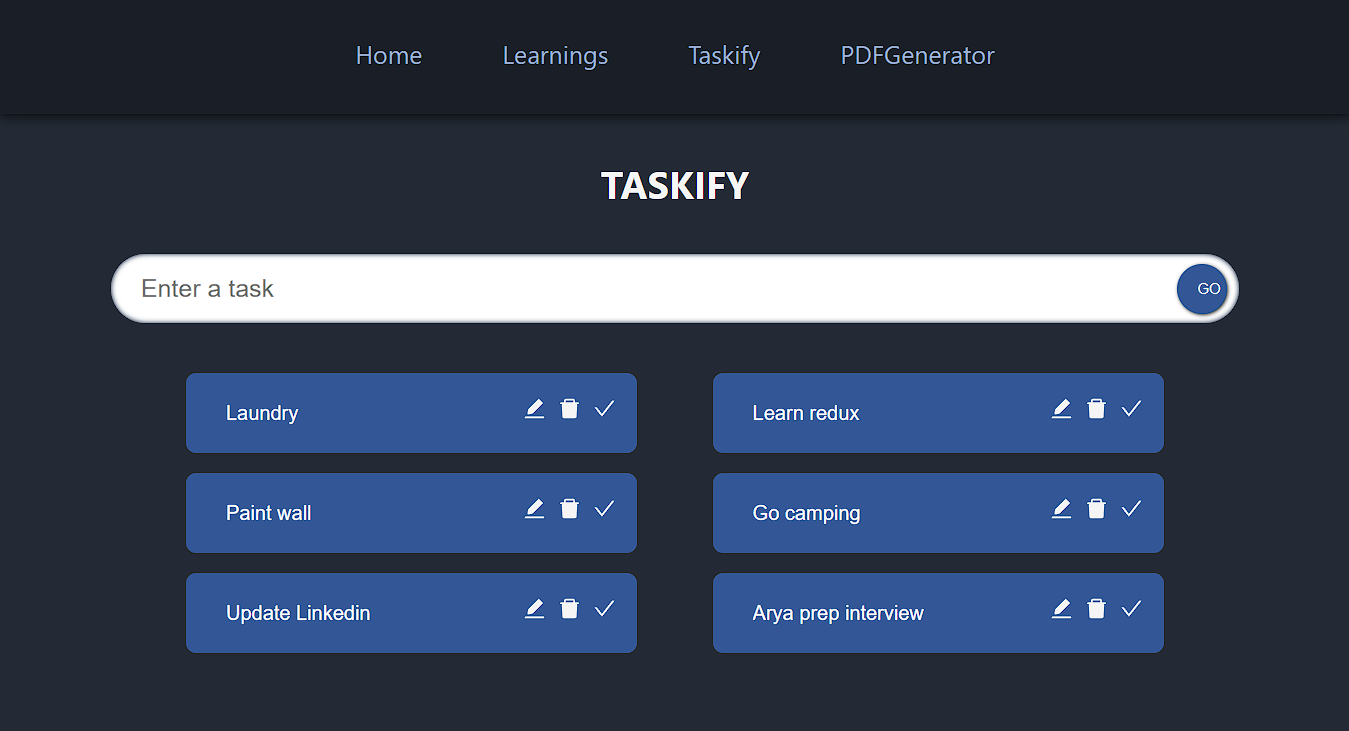 Home Learnings Taskify PDFGenerator
TASKIFY
Enter a task GO
Laundry
Learn redux
Paint wall
Go camping
Update Linkedin
Arya prep interview